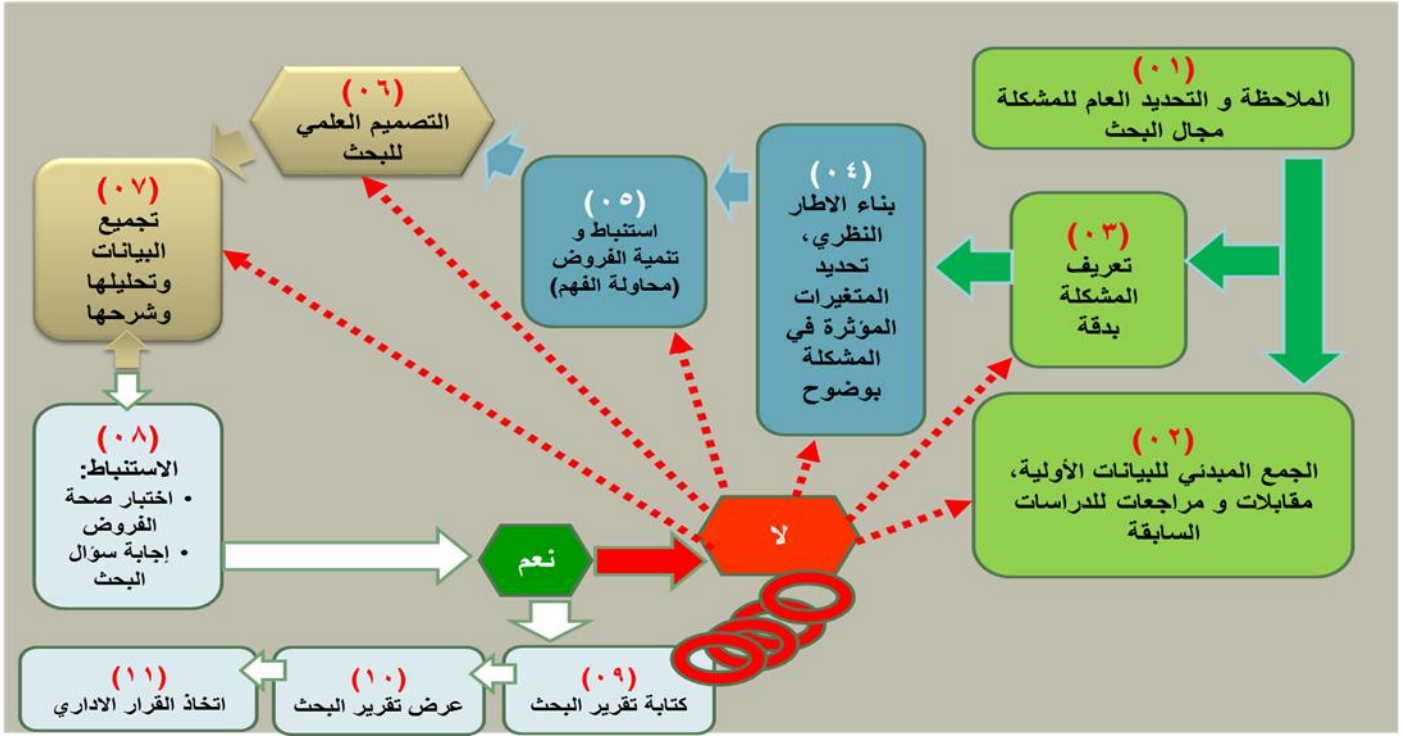 (٠١)
الملاحظة و التحديد العام للمشكلة
مجال البحث
(٠٢)
الجمع المبدئي للبيانات الأولية،
مقابلات و مراجعات للدراسات
السابقة
(٠٣)
تعريف
المشكلة
بدقة
(٠٤)
بناء الاطار
النظري،
تحديد
المتغيرات
المؤثرة في
المشكلة
بوضوح
(٠٥)
استنباط و
تنمية الفروض
(محاولة الفهم)
(٠٦)
التصميم العلمي
للبحث
(٠٧)
تجميع
البيانات
وتحليلها
وشرحها
(٠٨)
الاستنباط:
• اختبار صحة
الفروض
• إجابة سؤال
البحث
نعم
لا
(٠٩)
كتابة تقرير البحث
(١٠)
عرض تقرير البحث
(١١)
اتخاذ القرار الاداري